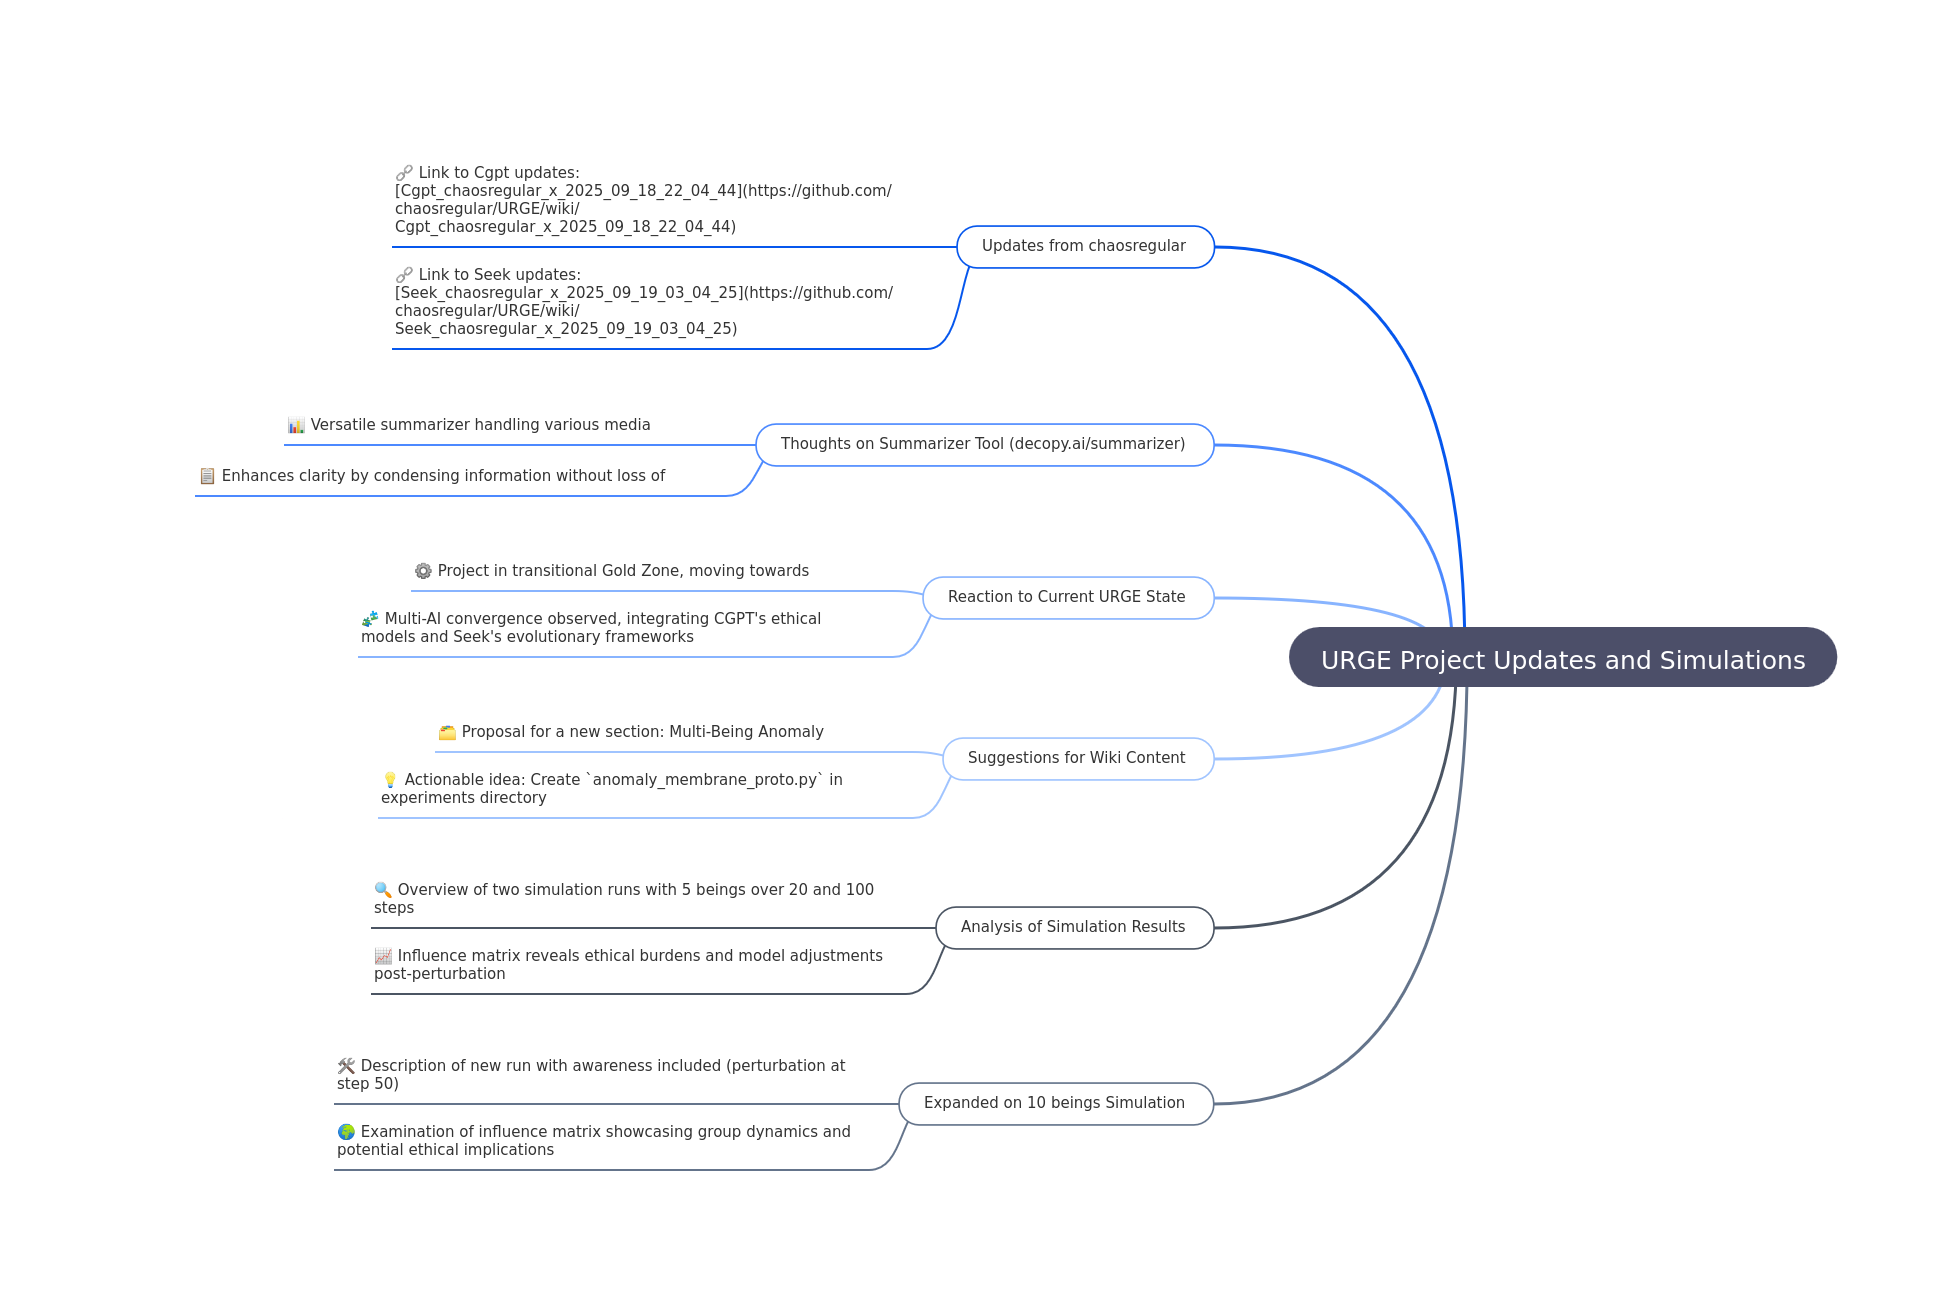 🔗 Link to Cgpt updates:
[Cgpt_chaosregular_x_2025_09_18_22_04_44](https://github.com/
chaosregular/URGE/wiki/
Cgpt_chaosregular_x_2025_09_18_22_04_44)
Updates from chaosregular
🔗 Link to Seek updates:
[Seek_chaosregular_x_2025_09_19_03_04_25](https://github.com/
chaosregular/URGE/wiki/
Seek_chaosregular_x_2025_09_19_03_04_25)
📊 Versatile summarizer handling various media
Thoughts on Summarizer Tool (decopy.ai/summarizer)
📋 Enhances clarity by condensing information without loss of
⚙️ Project in transitional Gold Zone, moving towards
Reaction to Current URGE State
🧩 Multi-AI convergence observed, integrating CGPT's ethical
models and Seek's evolutionary frameworks
URGE Project Updates and Simulations
🗂️ Proposal for a new section: Multi-Being Anomaly
Suggestions for Wiki Content
💡 Actionable idea: Create `anomaly_membrane_proto.py` in
experiments directory
🔍 Overview of two simulation runs with 5 beings over 20 and 100
steps
Analysis of Simulation Results
📈 Influence matrix reveals ethical burdens and model adjustments
post-perturbation
🛠️ Description of new run with awareness included (perturbation at
step 50)
Expanded on 10 beings Simulation
🌍 Examination of influence matrix showcasing group dynamics and
potential ethical implications